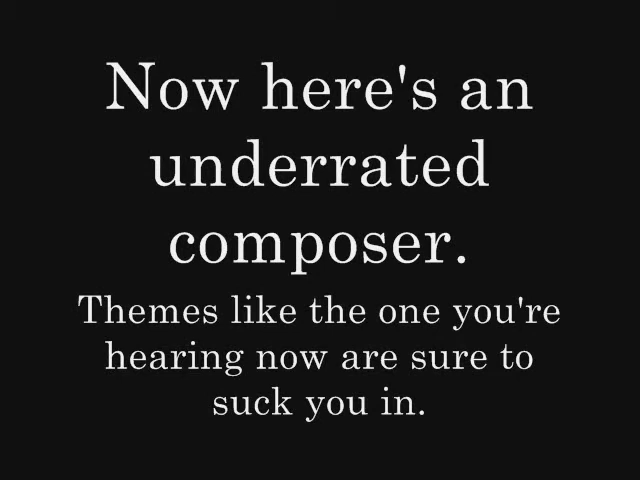 Now here's an
underrated
composer.
Themes like the one you're
hearing now are sure to
suck you in.